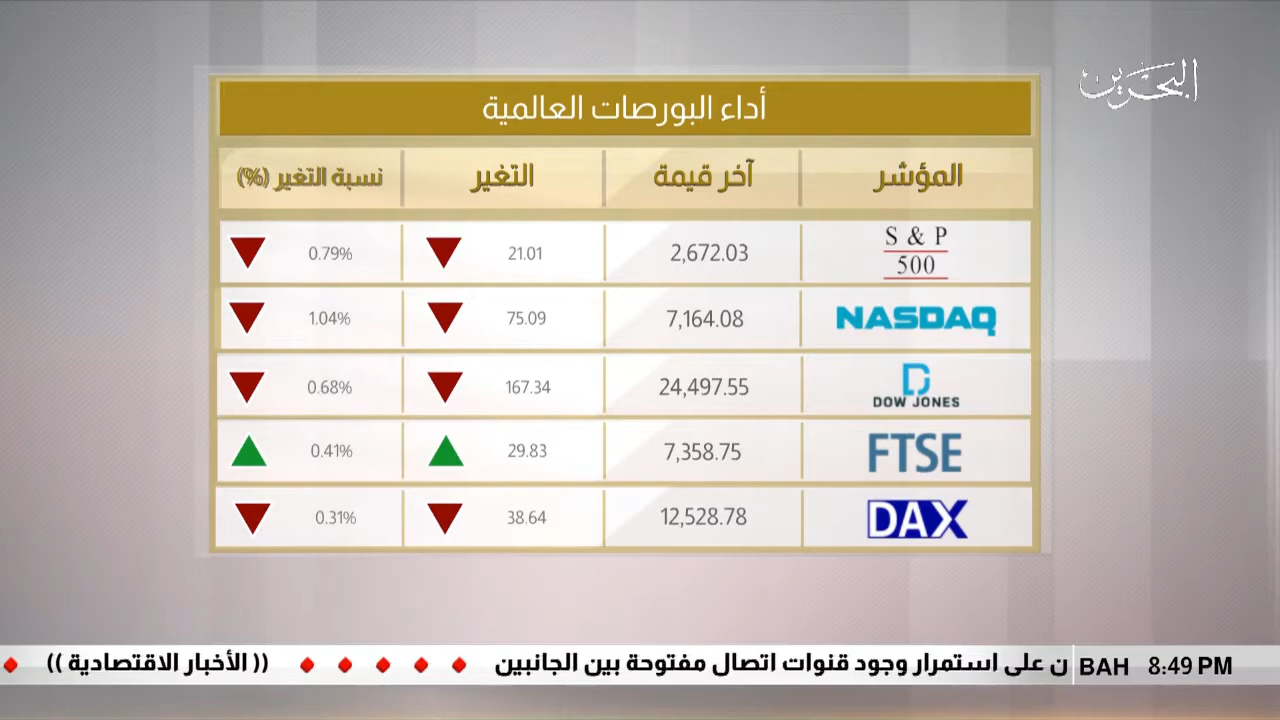 البحرين
أداء البورصات العالمية
المؤشر آخر قيمة التغير نسبة التغير (%)
S & P 500 2,672.03 21.01 0.79%
NASDAQ 7,164.08 75.09 1.04%
DOW JONES 24,497.55 167.34 0.68%
FTSE 7,358.75 29.83 0.41%
DAX 12,528.78 38.64 0.31%
BAH 8:49 PM
ن على استمرار وجود قنوات اتصال مفتوحة بين الجانبين (( الأخبار الاقتصادية ))